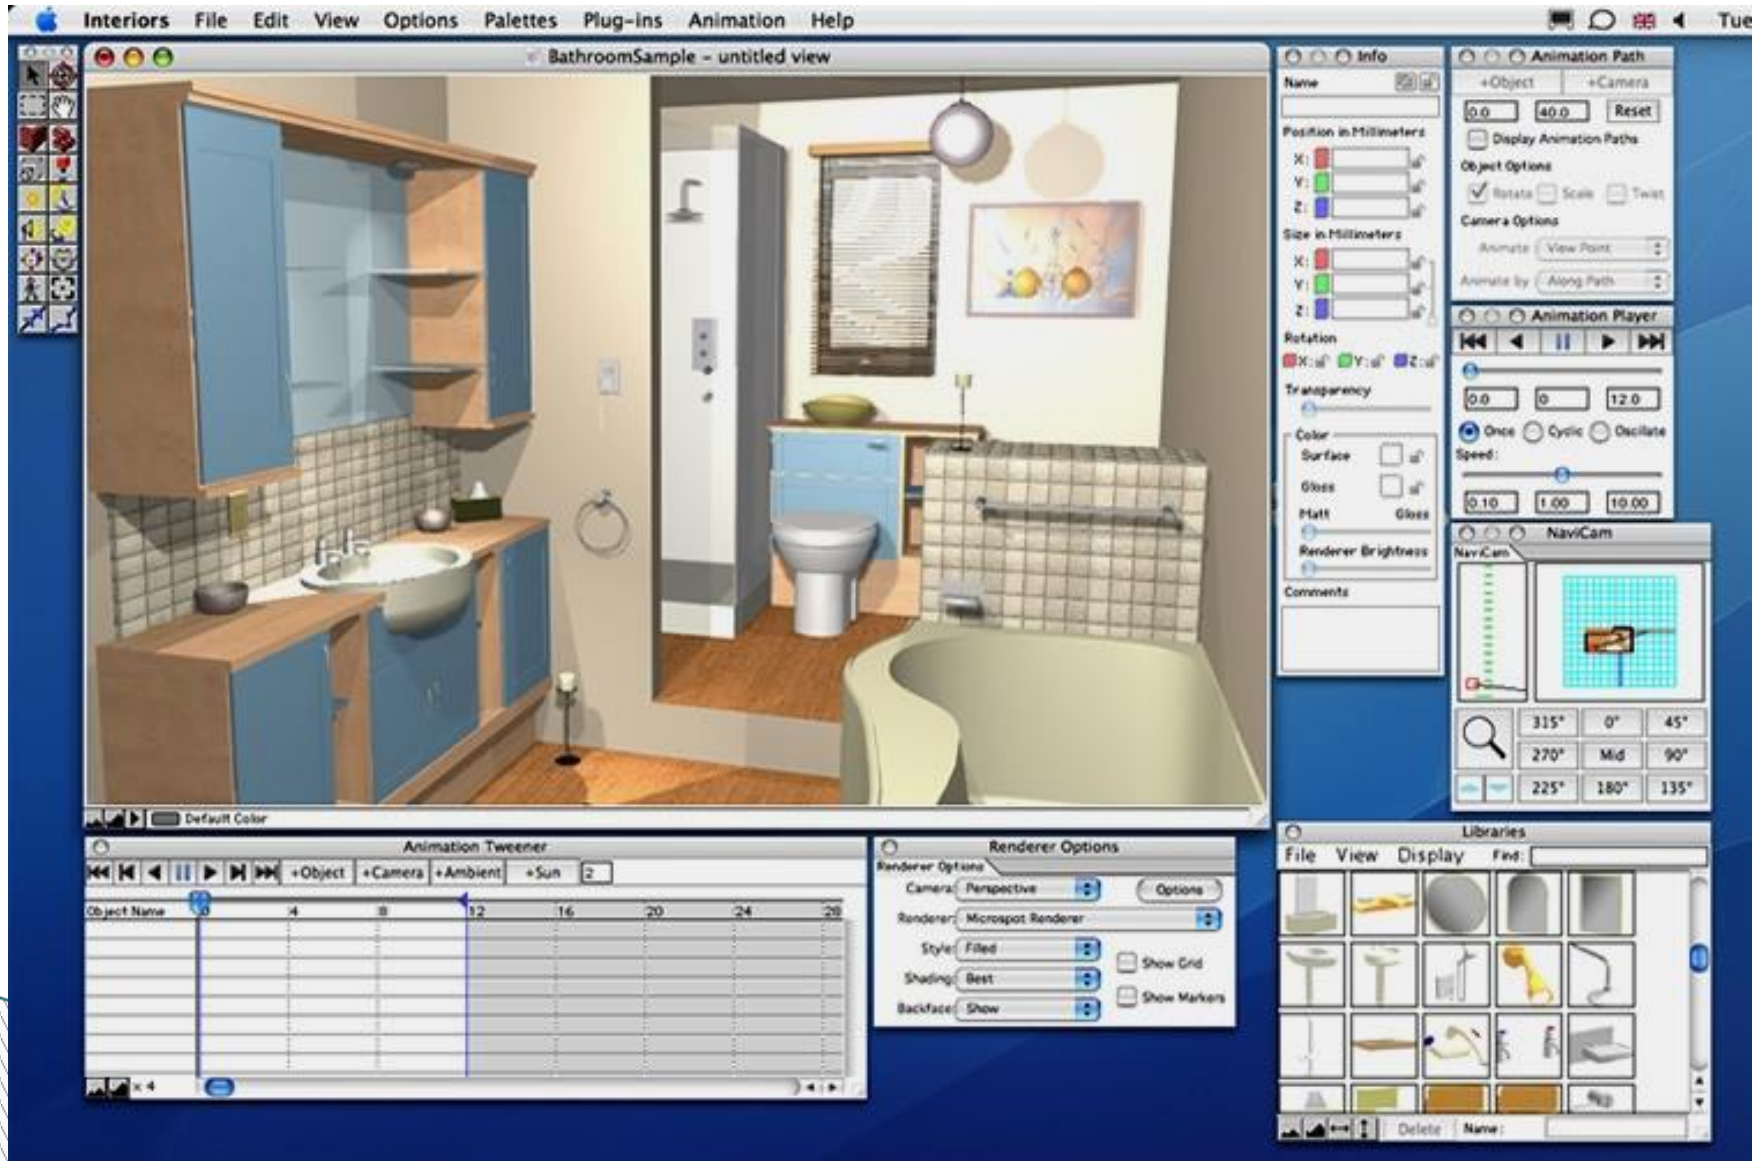 Interiors File Edit View Options Palettes Plug-ins Animation Help Tue
BathroomSample - untitled view
Default Color
Info
Name
Position in Millimeters
X:
Y:
Z:
Size in Millimeters
X:
Y:
Z:
Rotation
X: Y: Z:
Transparency
Color
Surface
Gloss
Matt Gloss
Renderer Brightness
Comments
Animation Path
+Object +Camera
0.0 40.0 Reset
Display Animation Paths
Object Options
Rotate Scale Twist
Camera Options
Animate View Point
Animate by Along Path
Animation Player
0.0 0 12.0
Once Cyclic Oscillate
Speed:
0.10 1.00 10.00
NaviCam
NaviCam
315° 0° 45°
270° Mid 90°
225° 180° 135°
Animation Tweener
+Object +Camera +Ambient +Sun 2
Object Name :0 :4 :8 :12 :16 :20 :24 :28
x 4
Renderer Options
Renderer Options
Camera: Perspective Options
Renderer: Microspot Renderer
Style: Filled
Show Grid
Shading: Best
Show Markers
Backface: Show
Libraries
File View Display Find:
Delete Name: